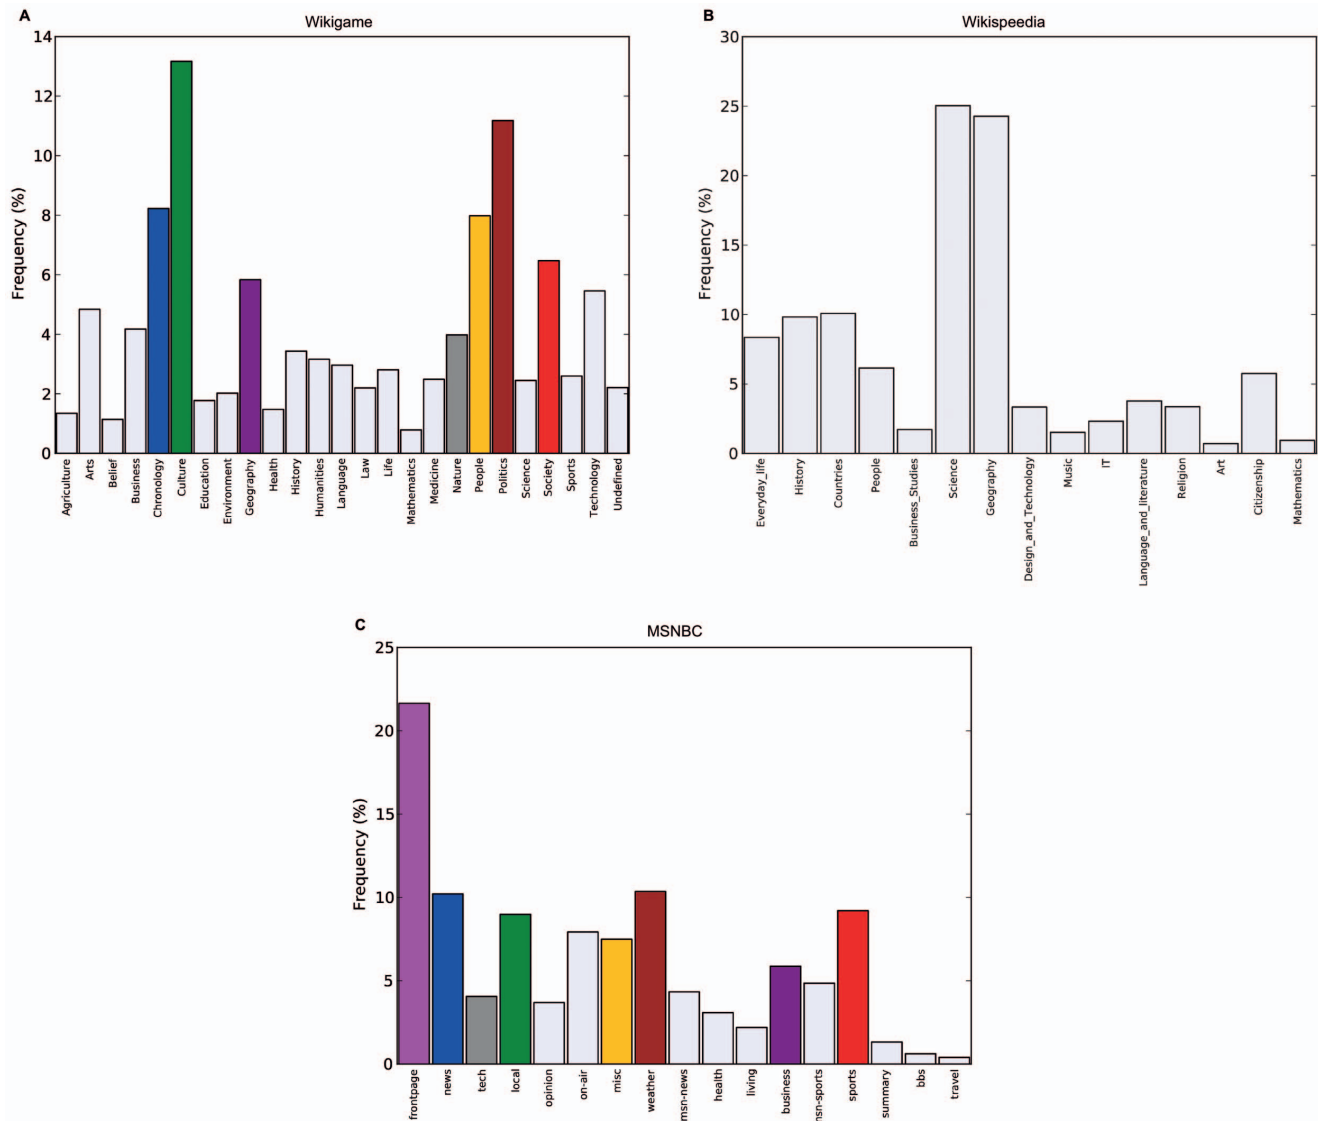 A
Wikigame
Frequency (%)
14
12
10
8
6
4
2
0
Agriculture
Arts
Belief
Business
Chronology
Culture
Education
Environment
Geography
Health
History
Humanities
Language
Law
Life
Mathematics
Medicine
Nature
People
Politics
Science
Society
Sports
Technology
Undefined
B
Wikispeedia
Frequency (%)
30
25
20
15
10
5
0
Everyday_life
History
Countries
People
Business_Studies
Science
Geography
Design_and_Technology
Music
IT
Language_and_literature
Religion
Art
Citizenship
Mathematics
C
MSNBC
Frequency (%)
25
20
15
10
5
0
frontpage
news
tech
local
opinion
on-air
misc
weather
msn-news
health
living
business
msn-sports
sports
summary
bbs
travel